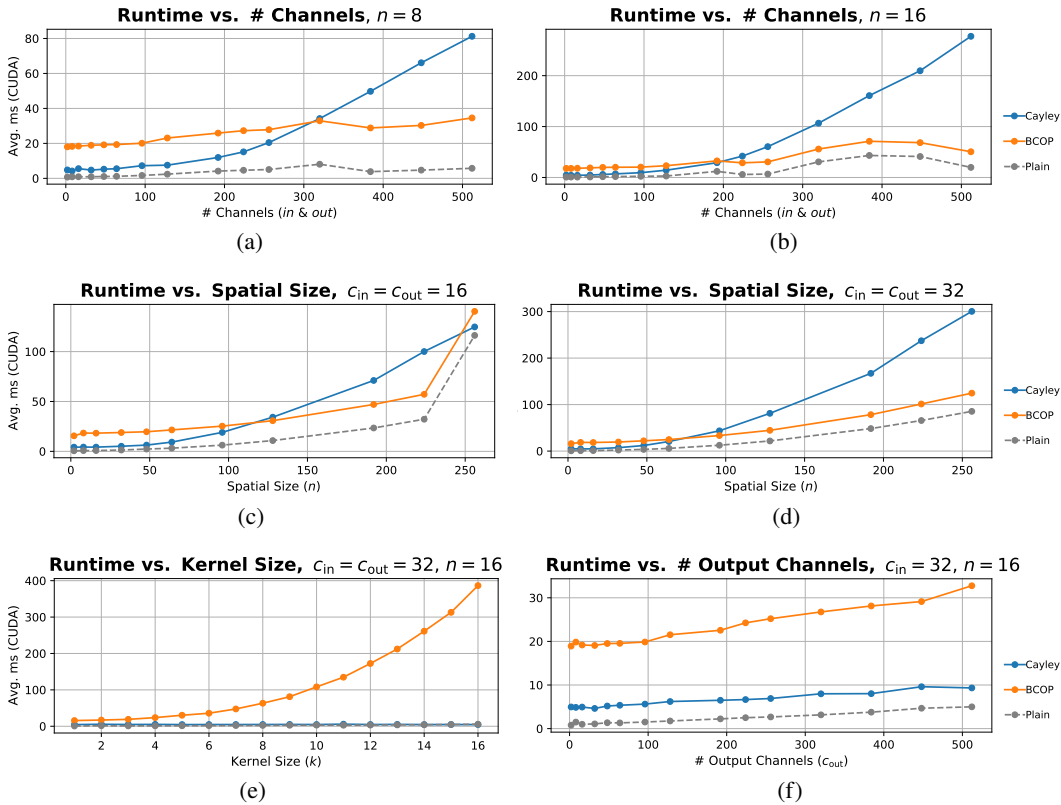 Runtime vs. # Channels, n = 8
Avg. ms (CUDA)
80
60
40
20
0
0 100 200 300 400 500
# Channels (in & out)
(a)
Runtime vs. # Channels, n = 16
200
100
0
0 100 200 300 400 500
# Channels (in & out)
(b)
Cayley
BCOP
Plain
Runtime vs. Spatial Size, c_in = c_out = 16
Avg. ms (CUDA)
100
50
0
0 50 100 150 200 250
Spatial Size (n)
(c)
Runtime vs. Spatial Size, c_in = c_out = 32
300
200
100
0
0 50 100 150 200 250
Spatial Size (n)
(d)
Cayley
BCOP
Plain
Runtime vs. Kernel Size, c_in = c_out = 32, n = 16
Avg. ms (CUDA)
400
300
200
100
0
2 4 6 8 10 12 14 16
Kernel Size (k)
(e)
Runtime vs. # Output Channels, c_in = 32, n = 16
30
20
10
0
0 100 200 300 400 500
# Output Channels (c_out)
(f)
Cayley
BCOP
Plain